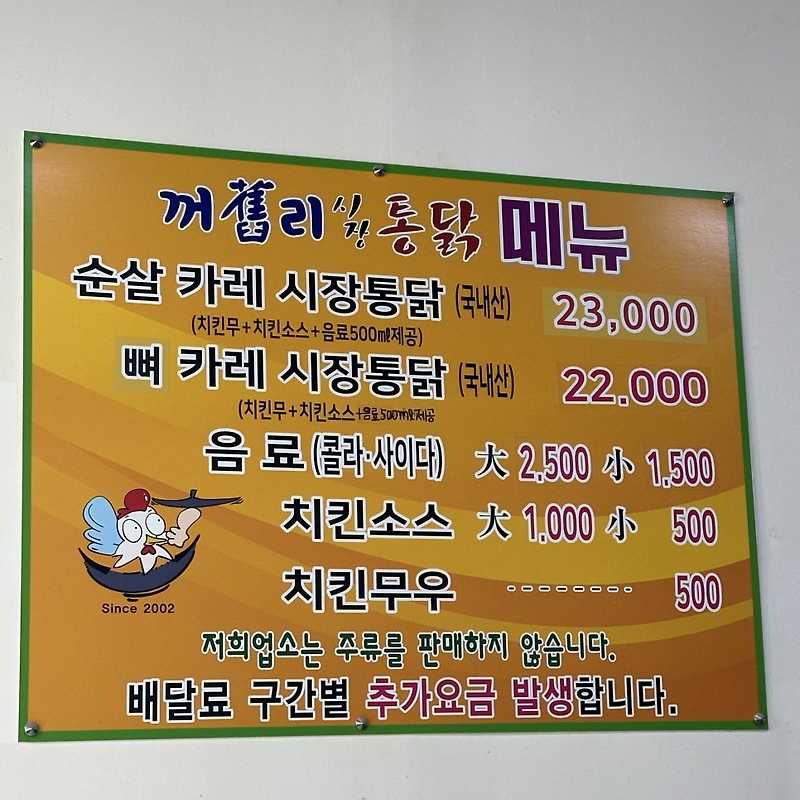 꺼舊리시장통닭 메뉴
순살 카레 시장통닭 (국내산) 23,000
(치킨무+치킨소스+음료500㎖제공)
뼈 카레 시장통닭 (국내산) 22.000
(치킨무+치킨소스+음료500㎖제공
음료(콜라·사이다) 大 2,500 小 1,500
치킨소스 大 1,000 小 500
치킨무우 --------- 500
Since 2002
저희업소는 주류를 판매하지 않습니다.
배달료 구간별 추가요금 발생합니다.